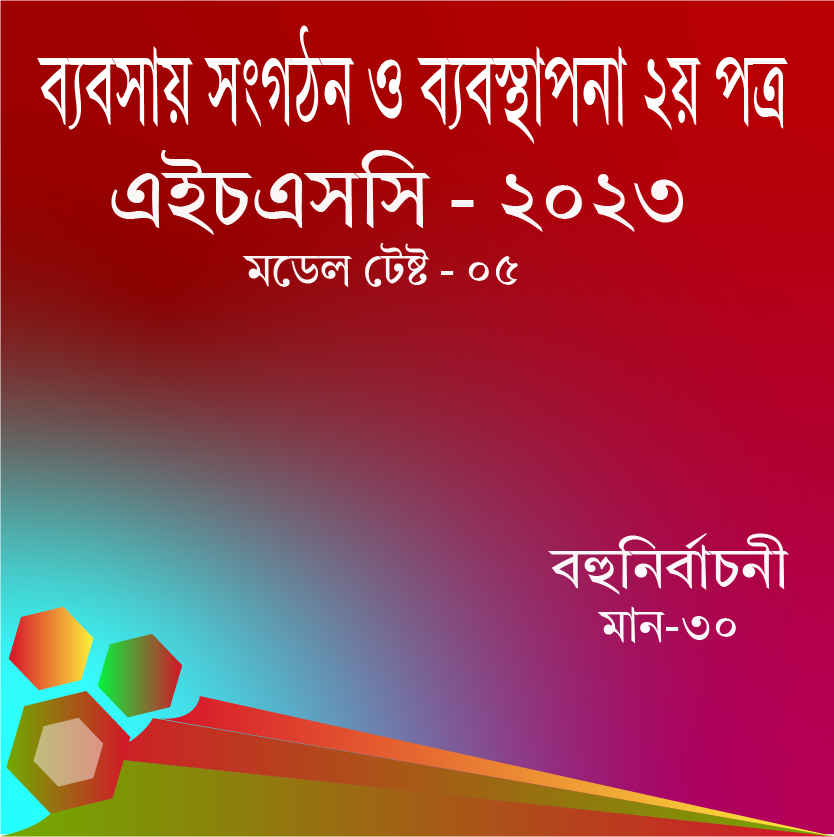 ব্যবসায় সংগঠন ও ব্যবস্থাপনা ২য় পত্র
এইচএসসি - ২০২৩
মডেল টেষ্ট - ০৫
বহুনির্বাচনী
মান-৩০